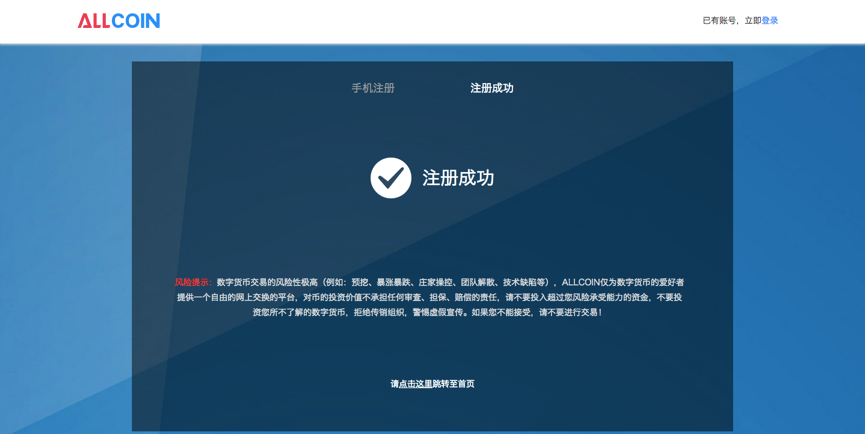 ALLCOIN
已有账号，立即登录
手机注册
注册成功
注册成功
风险提示：数字货币交易的风险性极高（例如：预挖、暴涨暴跌、庄家操控、团队解散、技术缺陷等），ALLCOIN仅为数字货币的爱好者
提供一个自由的网上交换的平台，对币的投资价值不承担任何审查、担保、赔偿的责任，请不要投入超过您风险承受能力的资金，不要投
资您所不了解的数字货币，拒绝传销组织，警惕虚假宣传。如果您不能接受，请不要进行交易！
请点击这里跳转至首页